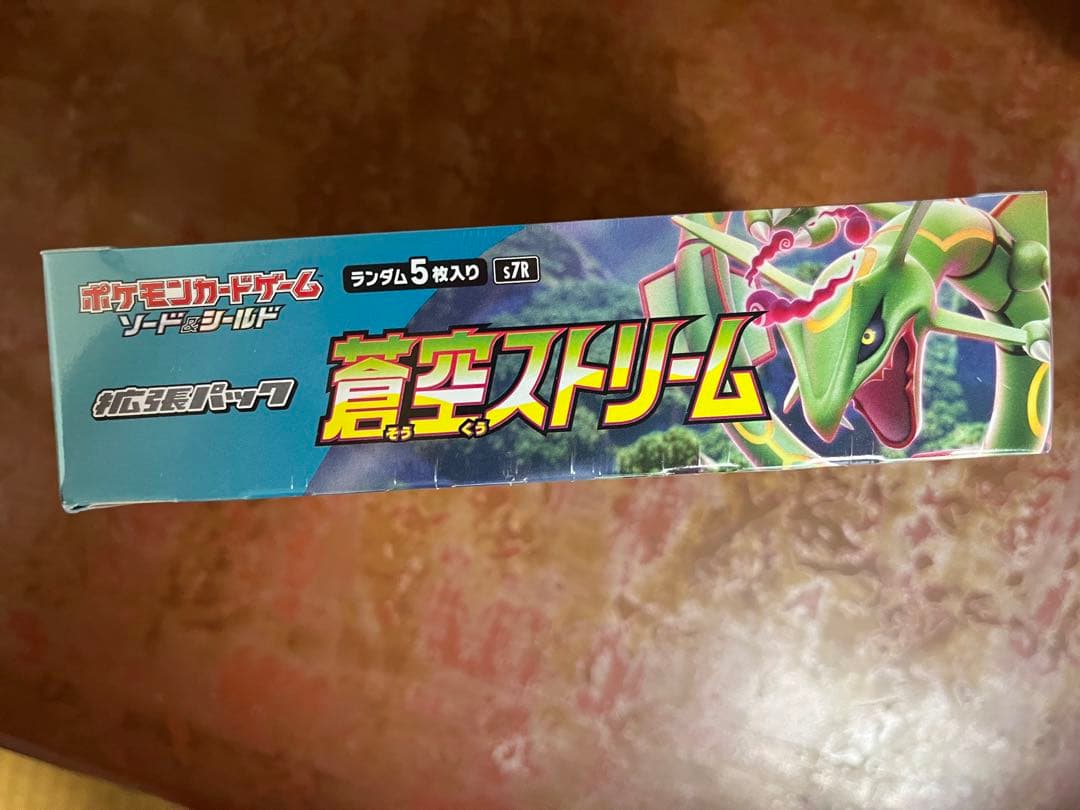 ポケモンカードゲーム
ソード&シールド
ランダム5枚入り s7R
拡張パック
蒼空ストリーム
そう くう